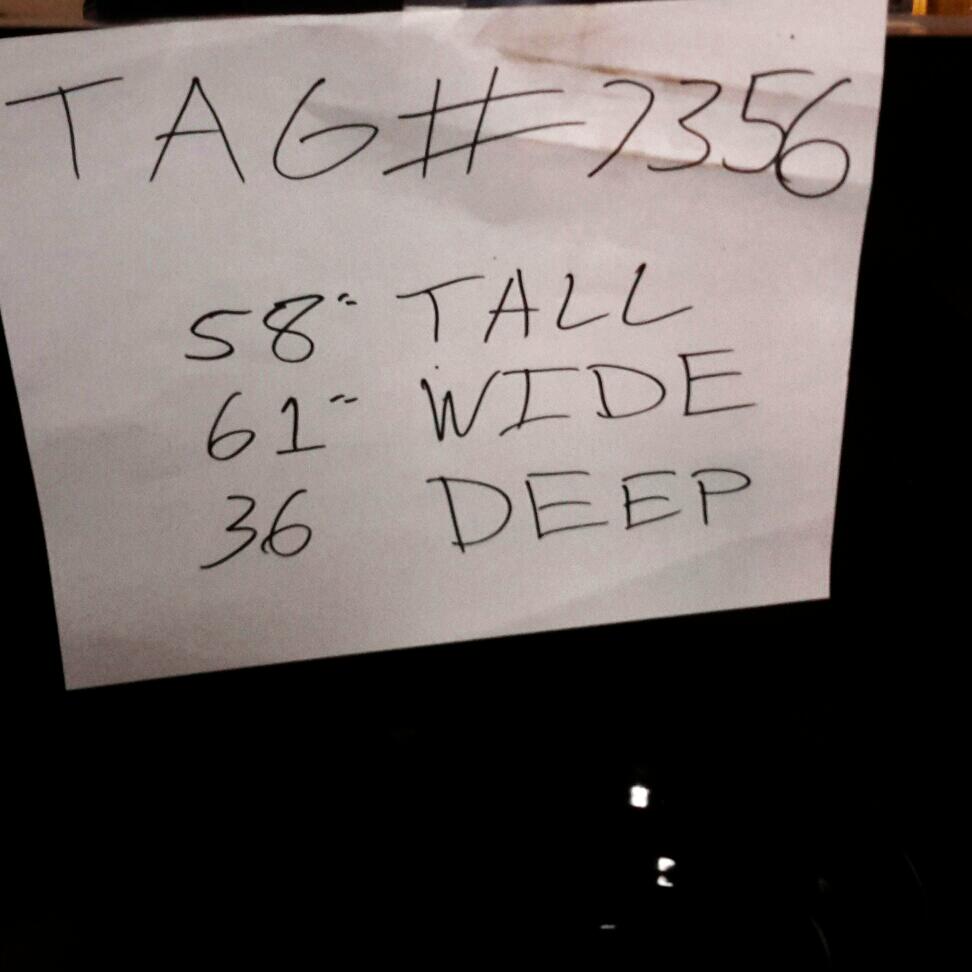 TAG# 7356
58" TALL
61" WIDE
36 DEEP